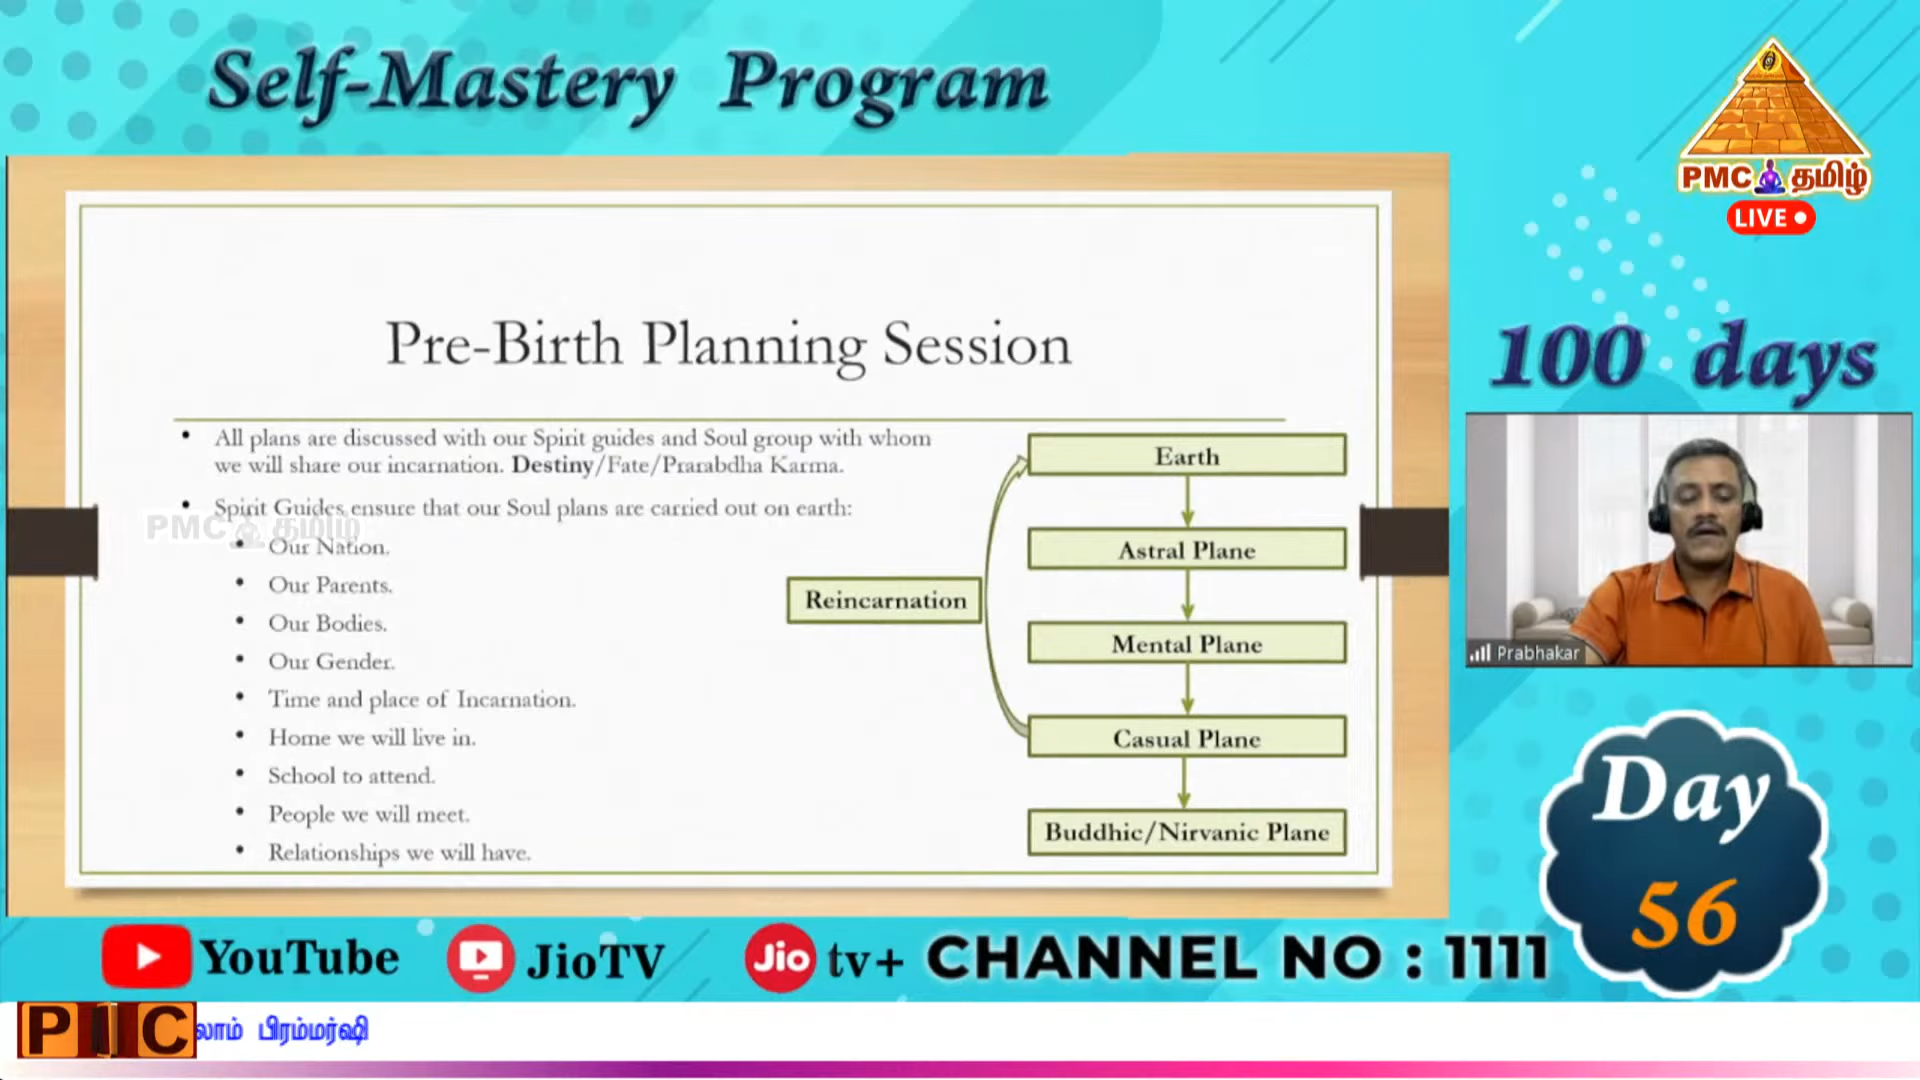 Self-Mastery Program
PMC தமிழ்
LIVE
100 days
Pre-Birth Planning Session
• All plans are discussed with our Spirit guides and Soul group with whom
we will share our incarnation. Destiny/Fate/Prarabdha Karma.
• Spirit Guides ensure that our Soul plans are carried out on earth:
PMC தமிழ்
• Our Nation.
• Our Parents.
• Our Bodies.
• Our Gender.
• Time and place of Incarnation.
• Home we will live in.
• School to attend.
• People we will meet.
• Relationships we will have.
Reincarnation
Earth
Astral Plane
Mental Plane
Casual Plane
Buddhic/Nirvanic Plane
Prabhakar
Day
56
YouTube
JioTV
Jio tv+
CHANNEL NO : 1111
லாம் பிரம்மர்ஷி